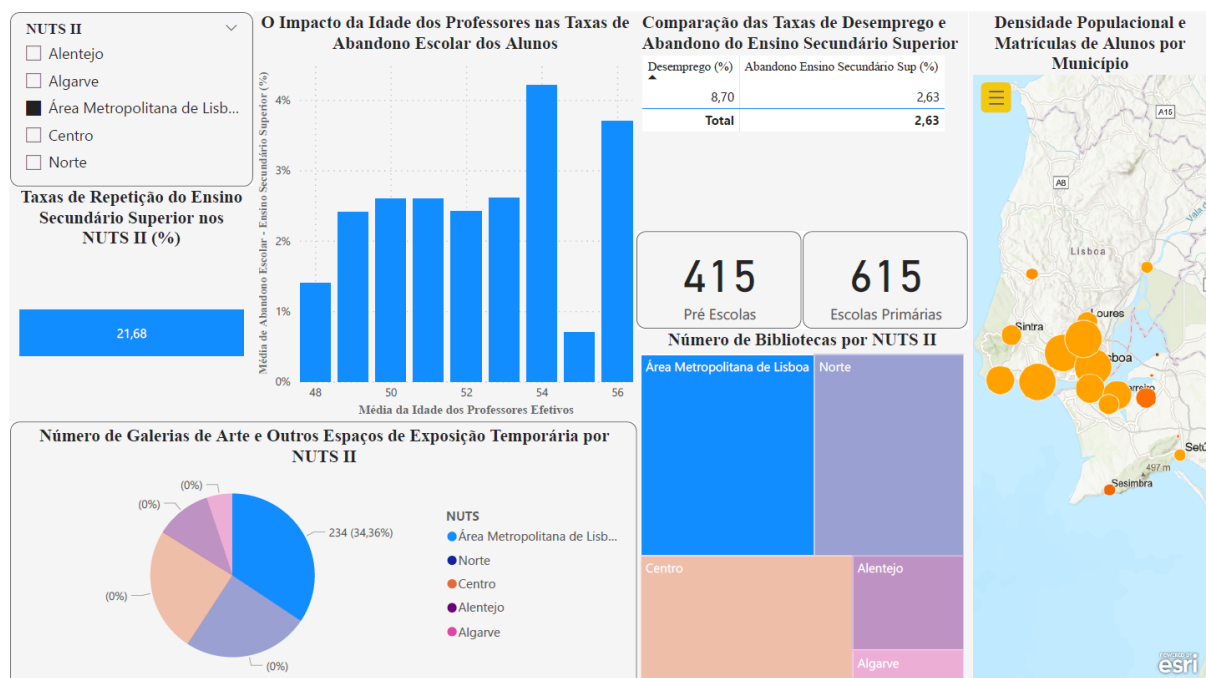 NUTS II
Alentejo
Algarve
Área Metropolitana de Lisb...
Centro
Norte
Taxas de Repetição do Ensino
Secundário Superior nos
NUTS II (%)
21,68
O Impacto da Idade dos Professores nas Taxas de
Abandono Escolar dos Alunos
Média de Abandono Escolar - Ensino Secundário Superior (%)
4%
3%
2%
1%
0%
48
50
52
54
56
Média da Idade dos Professores Efetivos
Comparação das Taxas de Desemprego e
Abandono do Ensino Secundário Superior
Desemprego (%) Abandono Ensino Secundário Sup (%)
8,70 2,63
Total 2,63
415
Pré Escolas
615
Escolas Primárias
Número de Bibliotecas por NUTS II
Área Metropolitana de Lisboa
Norte
Centro
Alentejo
Algarve
Densidade Populacional e
Matrículas de Alunos por
Município
A15
A8
Vala
Lisboa
Loures
Sintra
boa
rreiro
Setú
497 m
Sesimbra
esri
Número de Galerias de Arte e Outros Espaços de Exposição Temporária por
NUTS II
(0%)
(0%)
234 (34,36%)
(0%)
(0%)
NUTS
Área Metropolitana de Lisb...
Norte
Centro
Alentejo
Algarve